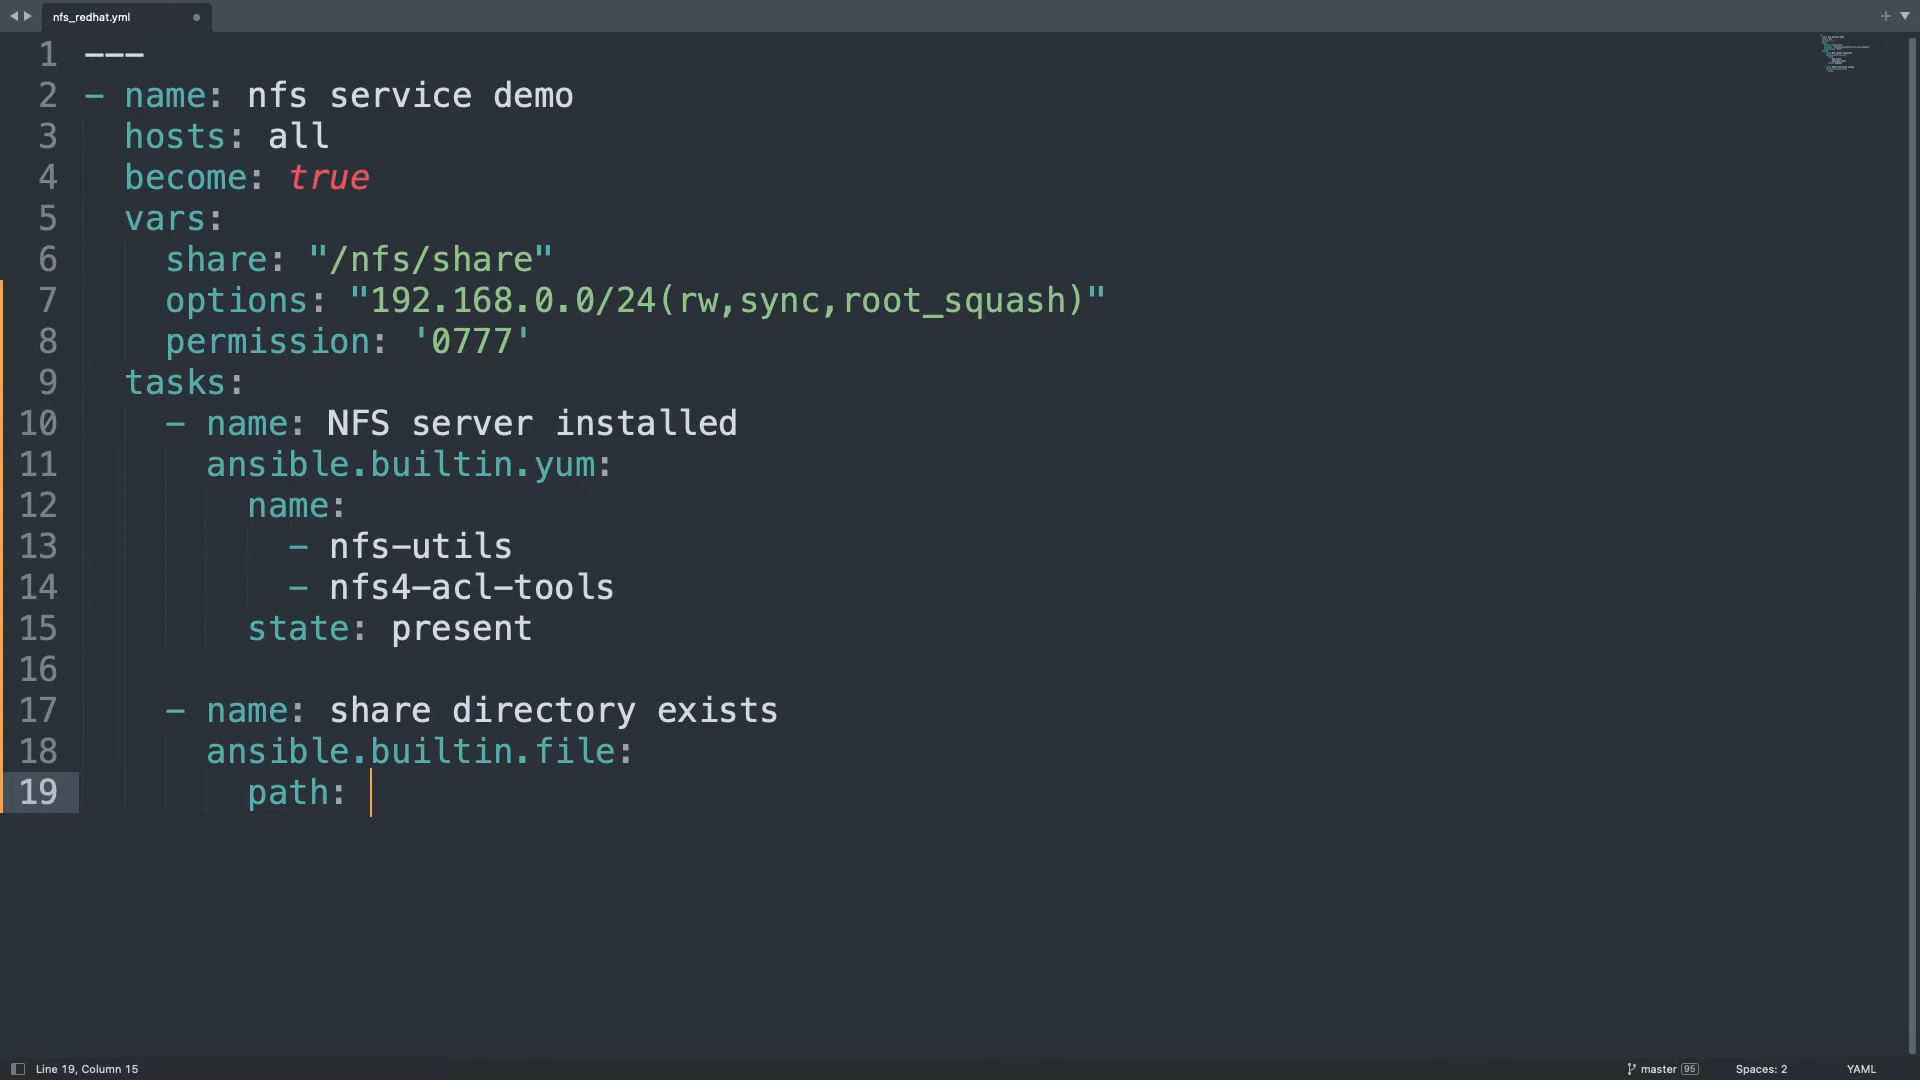 nfs_redhat.yml
1 ---
2 - name: nfs service demo
3 hosts: all
4 become: true
5 vars:
6 share: "/nfs/share"
7 options: "192.168.0.0/24(rw,sync,root_squash)"
8 permission: '0777'
9 tasks:
10 - name: NFS server installed
11 ansible.builtin.yum:
12 name:
13 - nfs-utils
14 - nfs4-acl-tools
15 state: present
16
17 - name: share directory exists
18 ansible.builtin.file:
19 path:
Line 19, Column 15 master 95 Spaces: 2 YAML